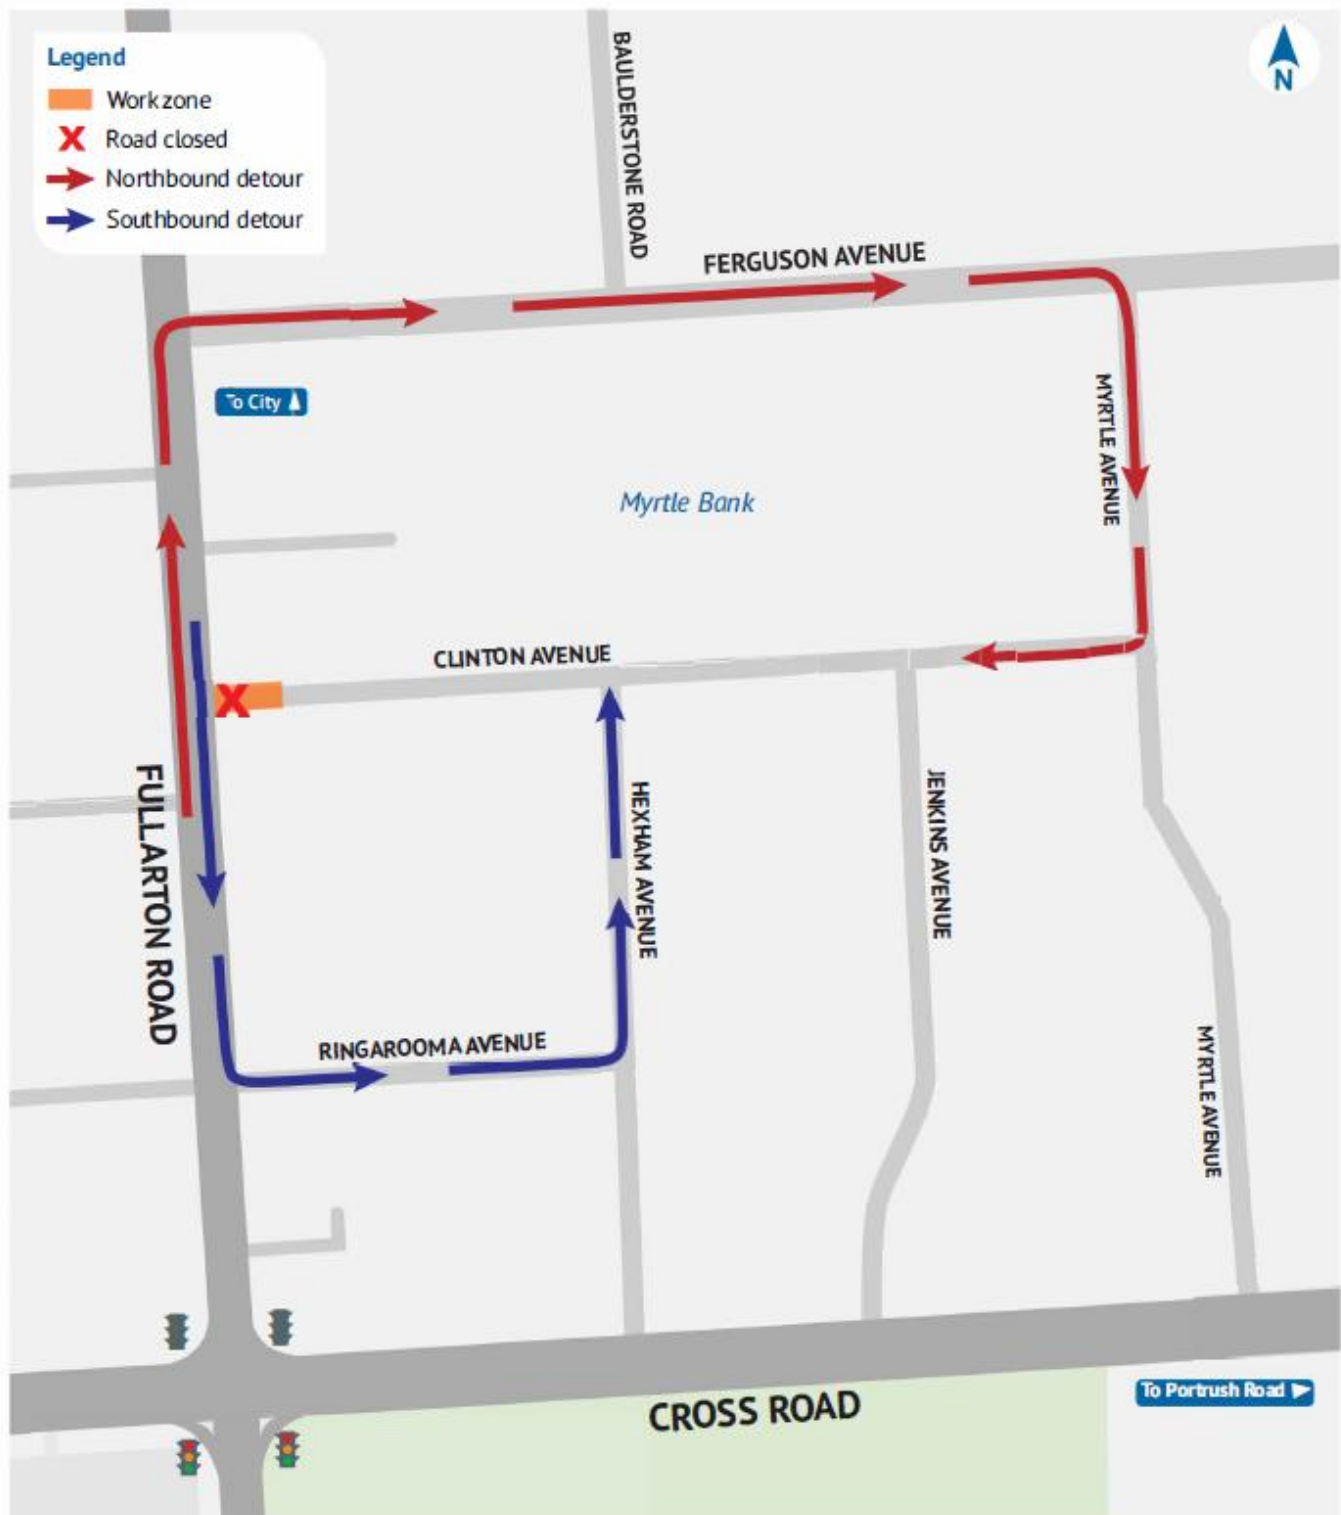 Legend
Work zone
Road closed
Northbound detour
Southbound detour
N
BAULDERSTONE ROAD
FERGUSON AVENUE
To City
MYRTLE AVENUE
Myrtle Bank
CLINTON AVENUE
FULLARTON ROAD
HEXHAM AVENUE
JENKINS AVENUE
RINGAROOMA AVENUE
MYRTLE AVENUE
To Portrush Road
CROSS ROAD